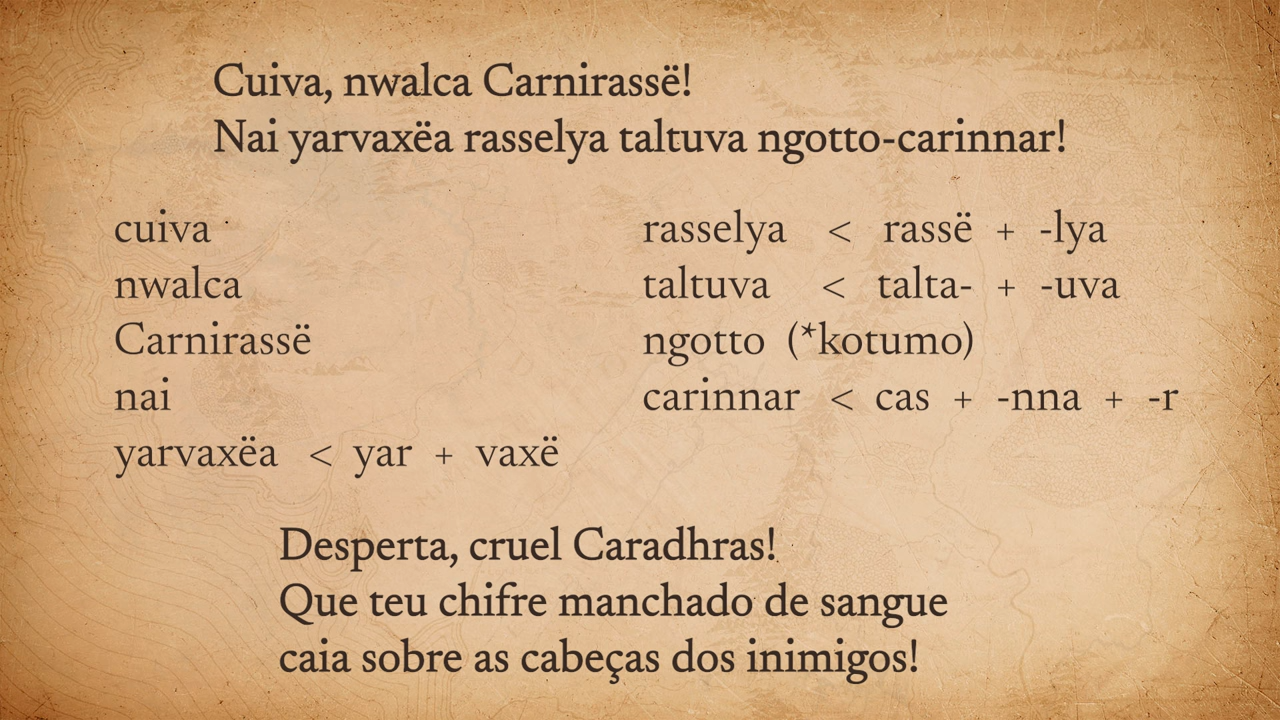 Cuiva, nwalca Carnirassë!
Nai yarvaxëa rasselya taltuva ngotto-carinnar!
cuiva
nwalca
Carnirassë
nai
yarvaxëa < yar + vaxë
rasselya < rassë + -lya
taltuva < talta- + -uva
ngotto (*kotumo)
carinnar < cas + -nna + -r
Desperta, cruel Caradhras!
Que teu chifre manchado de sangue
caia sobre as cabeças dos inimigos!